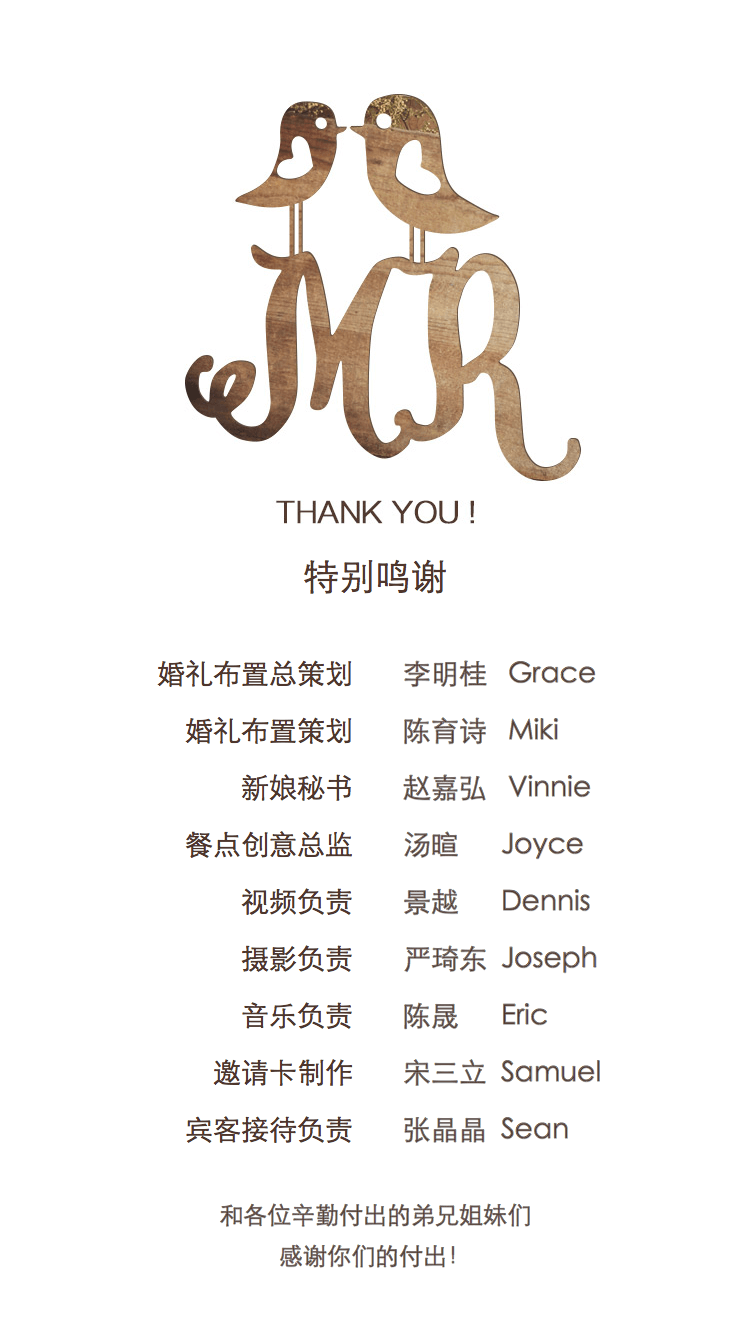 MR
THANK YOU !
特别鸣谢
婚礼布置总策划 李明桂 Grace
婚礼布置策划 陈育诗 Miki
新娘秘书 赵嘉弘 Vinnie
餐点创意总监 汤暄 Joyce
视频负责 景越 Dennis
摄影负责 严琦东 Joseph
音乐负责 陈晟 Eric
邀请卡制作 宋三立 Samuel
宾客接待负责 张晶晶 Sean
和各位辛勤付出的弟兄姐妹们
感谢你们的付出!